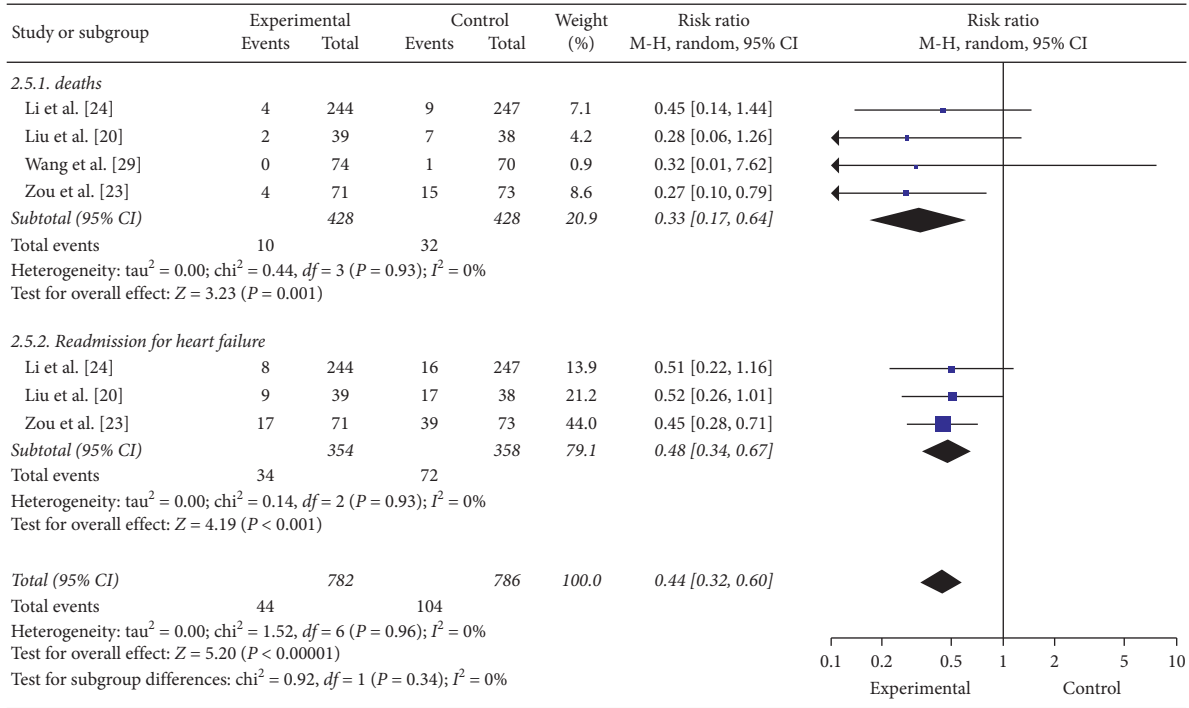 Study or subgroup Experimental Control Weight Risk ratio Risk ratio
Events Total Events Total (%) M-H, random, 95% CI M-H, random, 95% CI
2.5.1. deaths
Li et al. [24] 4 244 9 247 7.1 0.45 [0.14, 1.44]
Liu et al. [20] 2 39 7 38 4.2 0.28 [0.06, 1.26]
Wang et al. [29] 0 74 1 70 0.9 0.32 [0.01, 7.62]
Zou et al. [23] 4 71 15 73 8.6 0.27 [0.10, 0.79]
Subtotal (95% CI) 428 428 20.9 0.33 [0.17, 0.64]
Total events 10 32
Heterogeneity: tau² = 0.00; chi² = 0.44, df = 3 (P = 0.93); I² = 0%
Test for overall effect: Z = 3.23 (P = 0.001)
2.5.2. Readmission for heart failure
Li et al. [24] 8 244 16 247 13.9 0.51 [0.22, 1.16]
Liu et al. [20] 9 39 17 38 21.2 0.52 [0.26, 1.01]
Zou et al. [23] 17 71 39 73 44.0 0.45 [0.28, 0.71]
Subtotal (95% CI) 354 358 79.1 0.48 [0.34, 0.67]
Total events 34 72
Heterogeneity: tau² = 0.00; chi² = 0.14, df = 2 (P = 0.93); I² = 0%
Test for overall effect: Z = 4.19 (P < 0.001)
Total (95% CI) 782 786 100.0 0.44 [0.32, 0.60]
Total events 44 104
Heterogeneity: tau² = 0.00; chi² = 1.52, df = 6 (P = 0.96); I² = 0%
Test for overall effect: Z = 5.20 (P < 0.00001)
Test for subgroup differences: chi² = 0.92, df = 1 (P = 0.34); I² = 0%
0.1 0.2 0.5 1 2 5 10
Experimental Control